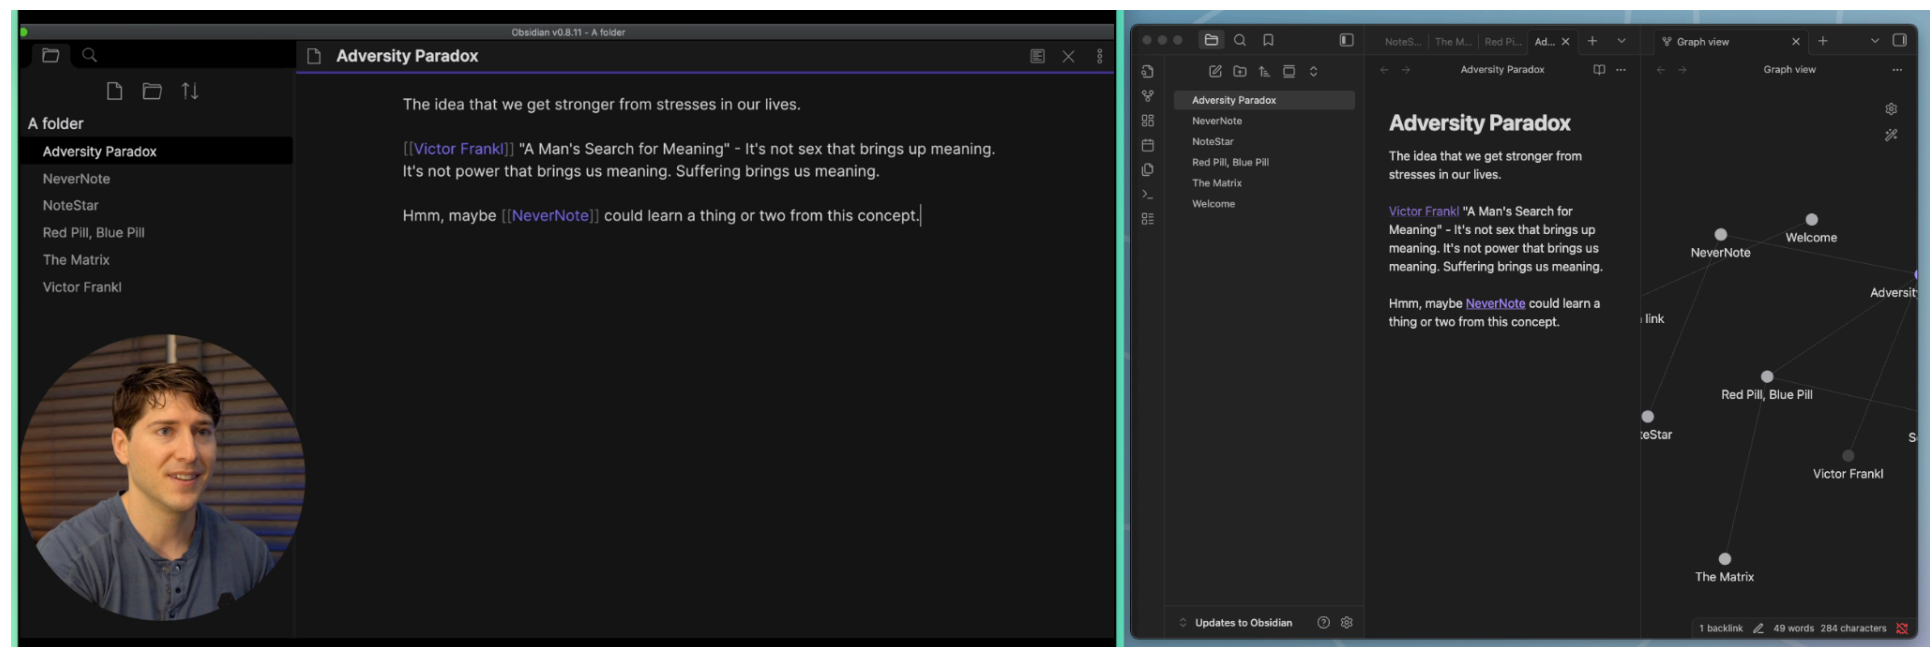 Obsidian v0.8.11 - A folder
Adversity Paradox
A folder
Adversity Paradox
NeverNote
NoteStar
Red Pill, Blue Pill
The Matrix
Victor Frankl
The idea that we get stronger from stresses in our lives.
[[Victor Frankl]] "A Man's Search for Meaning" - It's not sex that brings up meaning.
It's not power that brings us meaning. Suffering brings us meaning.
Hmm, maybe [[NeverNote]] could learn a thing or two from this concept.
NoteS... The M... Red Pi... Ad...
Graph view
Adversity Paradox
Graph view
Adversity Paradox
NeverNote
NoteStar
Red Pill, Blue Pill
The Matrix
Welcome
Updates to Obsidian
Adversity Paradox
The idea that we get stronger from
stresses in our lives.
Victor Frankl "A Man's Search for
Meaning" - It's not sex that brings up
meaning. It's not power that brings us
meaning. Suffering brings us meaning.
Hmm, maybe NeverNote could learn a
thing or two from this concept.
Welcome
NeverNote
Adversit
link
Red Pill, Blue Pill
eStar
S
Victor Frankl
The Matrix
1 backlink 49 words 284 characters